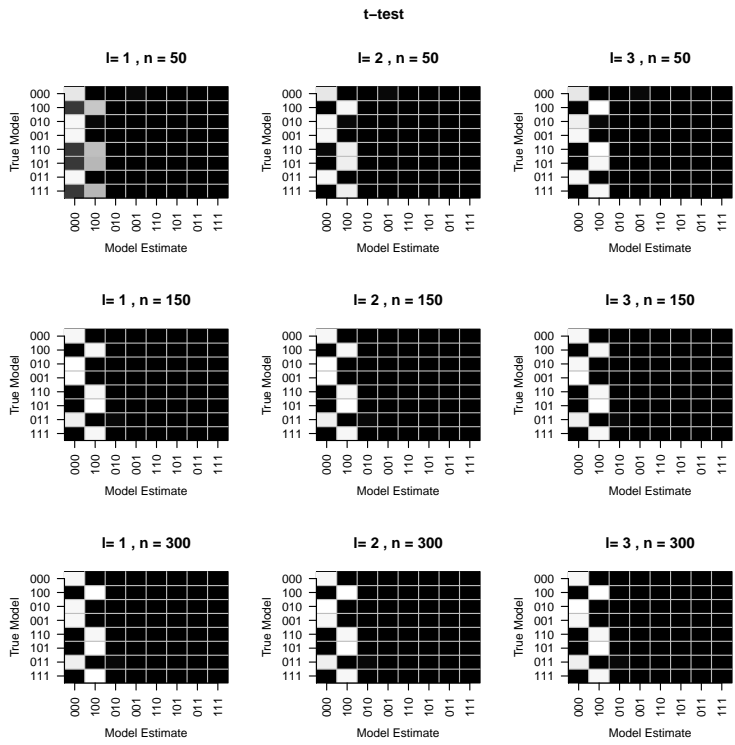 t−test
l= 1 , n = 50
l= 2 , n = 50
l= 3 , n = 50
True Model
000
100
010
001
110
101
011
111
000 100 010 001 110 101 011 111
Model Estimate
True Model
000
100
010
001
110
101
011
111
000 100 010 001 110 101 011 111
Model Estimate
True Model
000
100
010
001
110
101
011
111
000 100 010 001 110 101 011 111
Model Estimate
l= 1 , n = 150
l= 2 , n = 150
l= 3 , n = 150
True Model
000
100
010
001
110
101
011
111
000 100 010 001 110 101 011 111
Model Estimate
True Model
000
100
010
001
110
101
011
111
000 100 010 001 110 101 011 111
Model Estimate
True Model
000
100
010
001
110
101
011
111
000 100 010 001 110 101 011 111
Model Estimate
l= 1 , n = 300
l= 2 , n = 300
l= 3 , n = 300
True Model
000
100
010
001
110
101
011
111
000 100 010 001 110 101 011 111
Model Estimate
True Model
000
100
010
001
110
101
011
111
000 100 010 001 110 101 011 111
Model Estimate
True Model
000
100
010
001
110
101
011
111
000 100 010 001 110 101 011 111
Model Estimate